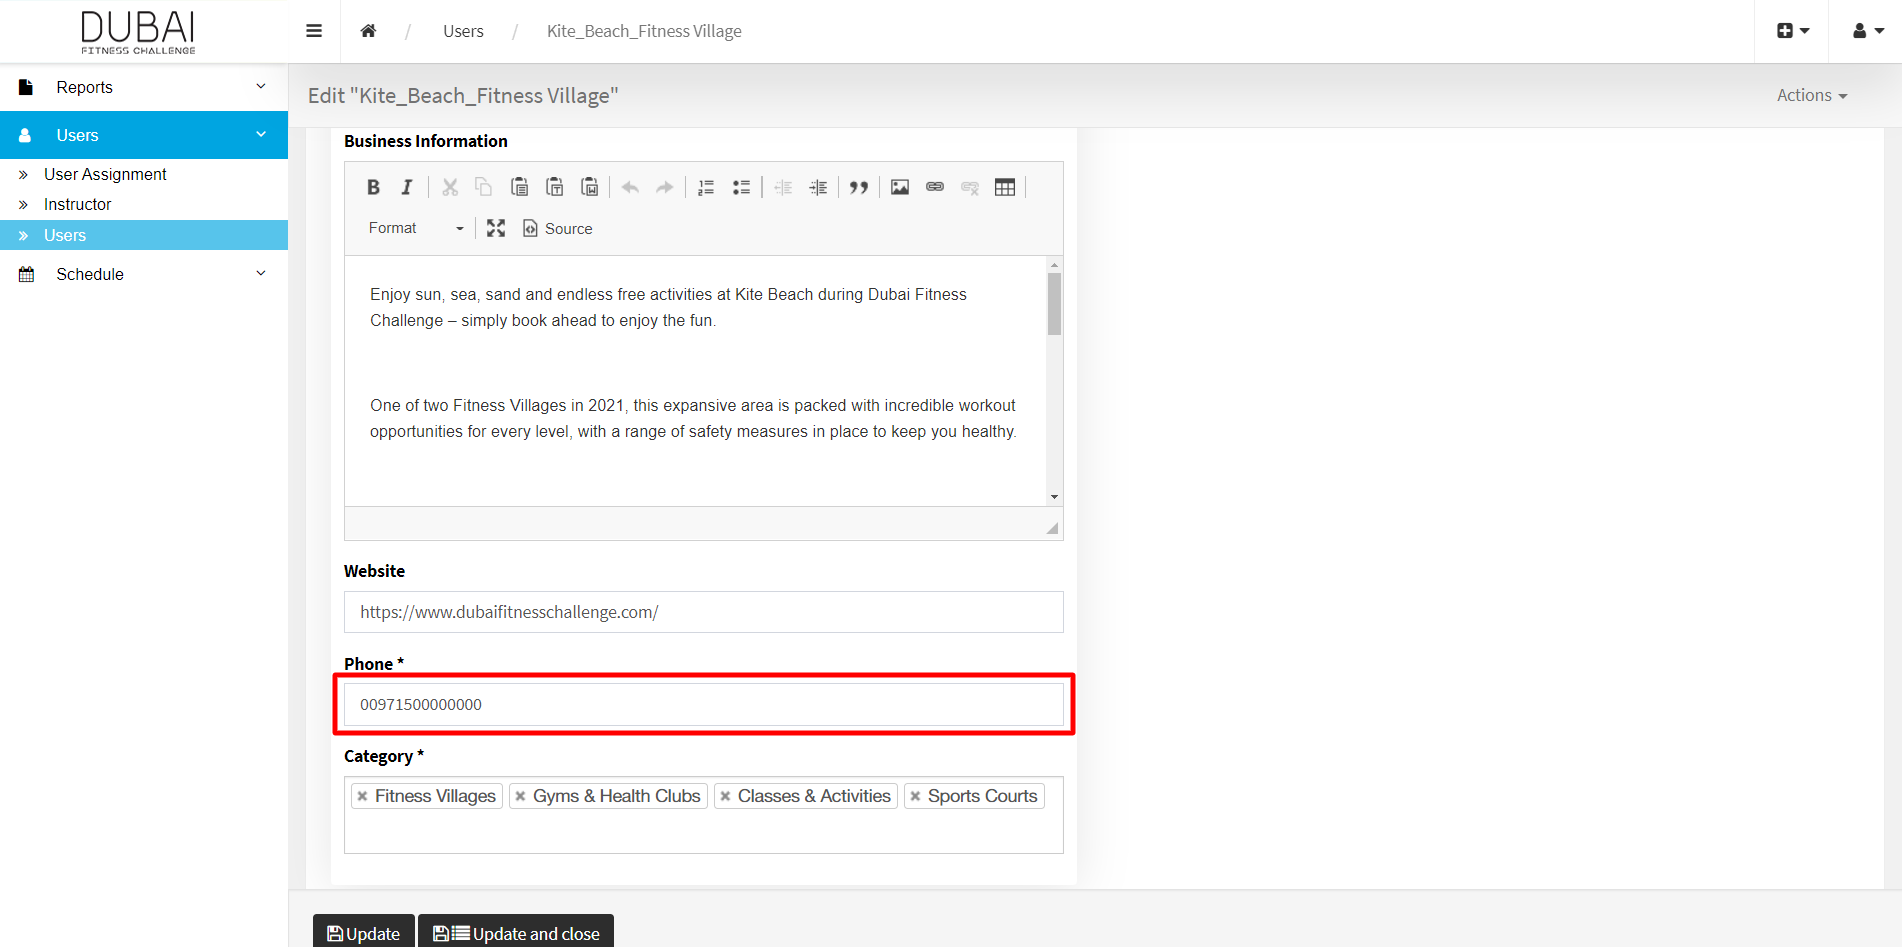 DUBAI
FITNESS CHALLENGE
/ Users / Kite_Beach_Fitness Village
Reports
Users
User Assignment
Instructor
Users
Schedule
Edit "Kite_Beach_Fitness Village"
Actions
Business Information
B I
Format
Source
Enjoy sun, sea, sand and endless free activities at Kite Beach during Dubai Fitness
Challenge – simply book ahead to enjoy the fun.
One of two Fitness Villages in 2021, this expansive area is packed with incredible workout
opportunities for every level, with a range of safety measures in place to keep you healthy.
Website
https://www.dubaifitnesschallenge.com/
Phone *
00971500000000
Category *
× Fitness Villages × Gyms & Health Clubs × Classes & Activities × Sports Courts
Update
Update and close